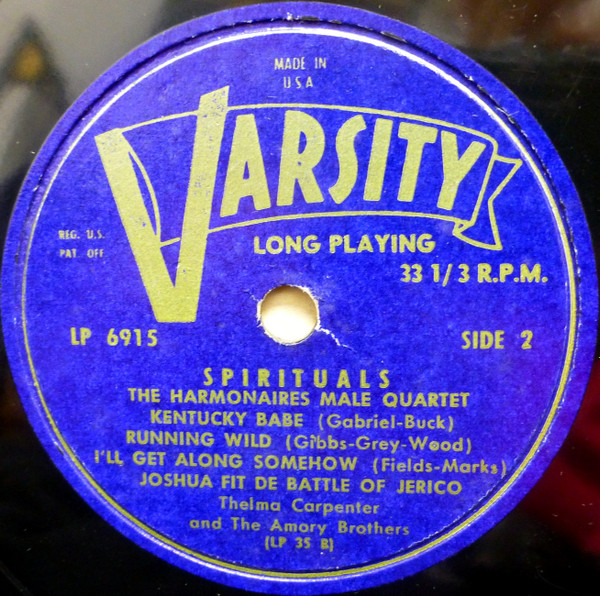 MADE IN
U S A
VARSITY
REG. U.S.
PAT. OFF
LONG PLAYING
33 1/3 R.P.M.
LP 6915
SIDE 2
SPIRITUALS
THE HARMONAIRES MALE QUARTET
KENTUCKY BABE (Gabriel-Buck)
RUNNING WILD (Gibbs-Grey-Wood)
I'LL GET ALONG SOMEHOW (Fields-Marks)
JOSHUA FIT DE BATTLE OF JERICO
Thelma Carpenter
and The Amory Brothers
(LP 35 B)